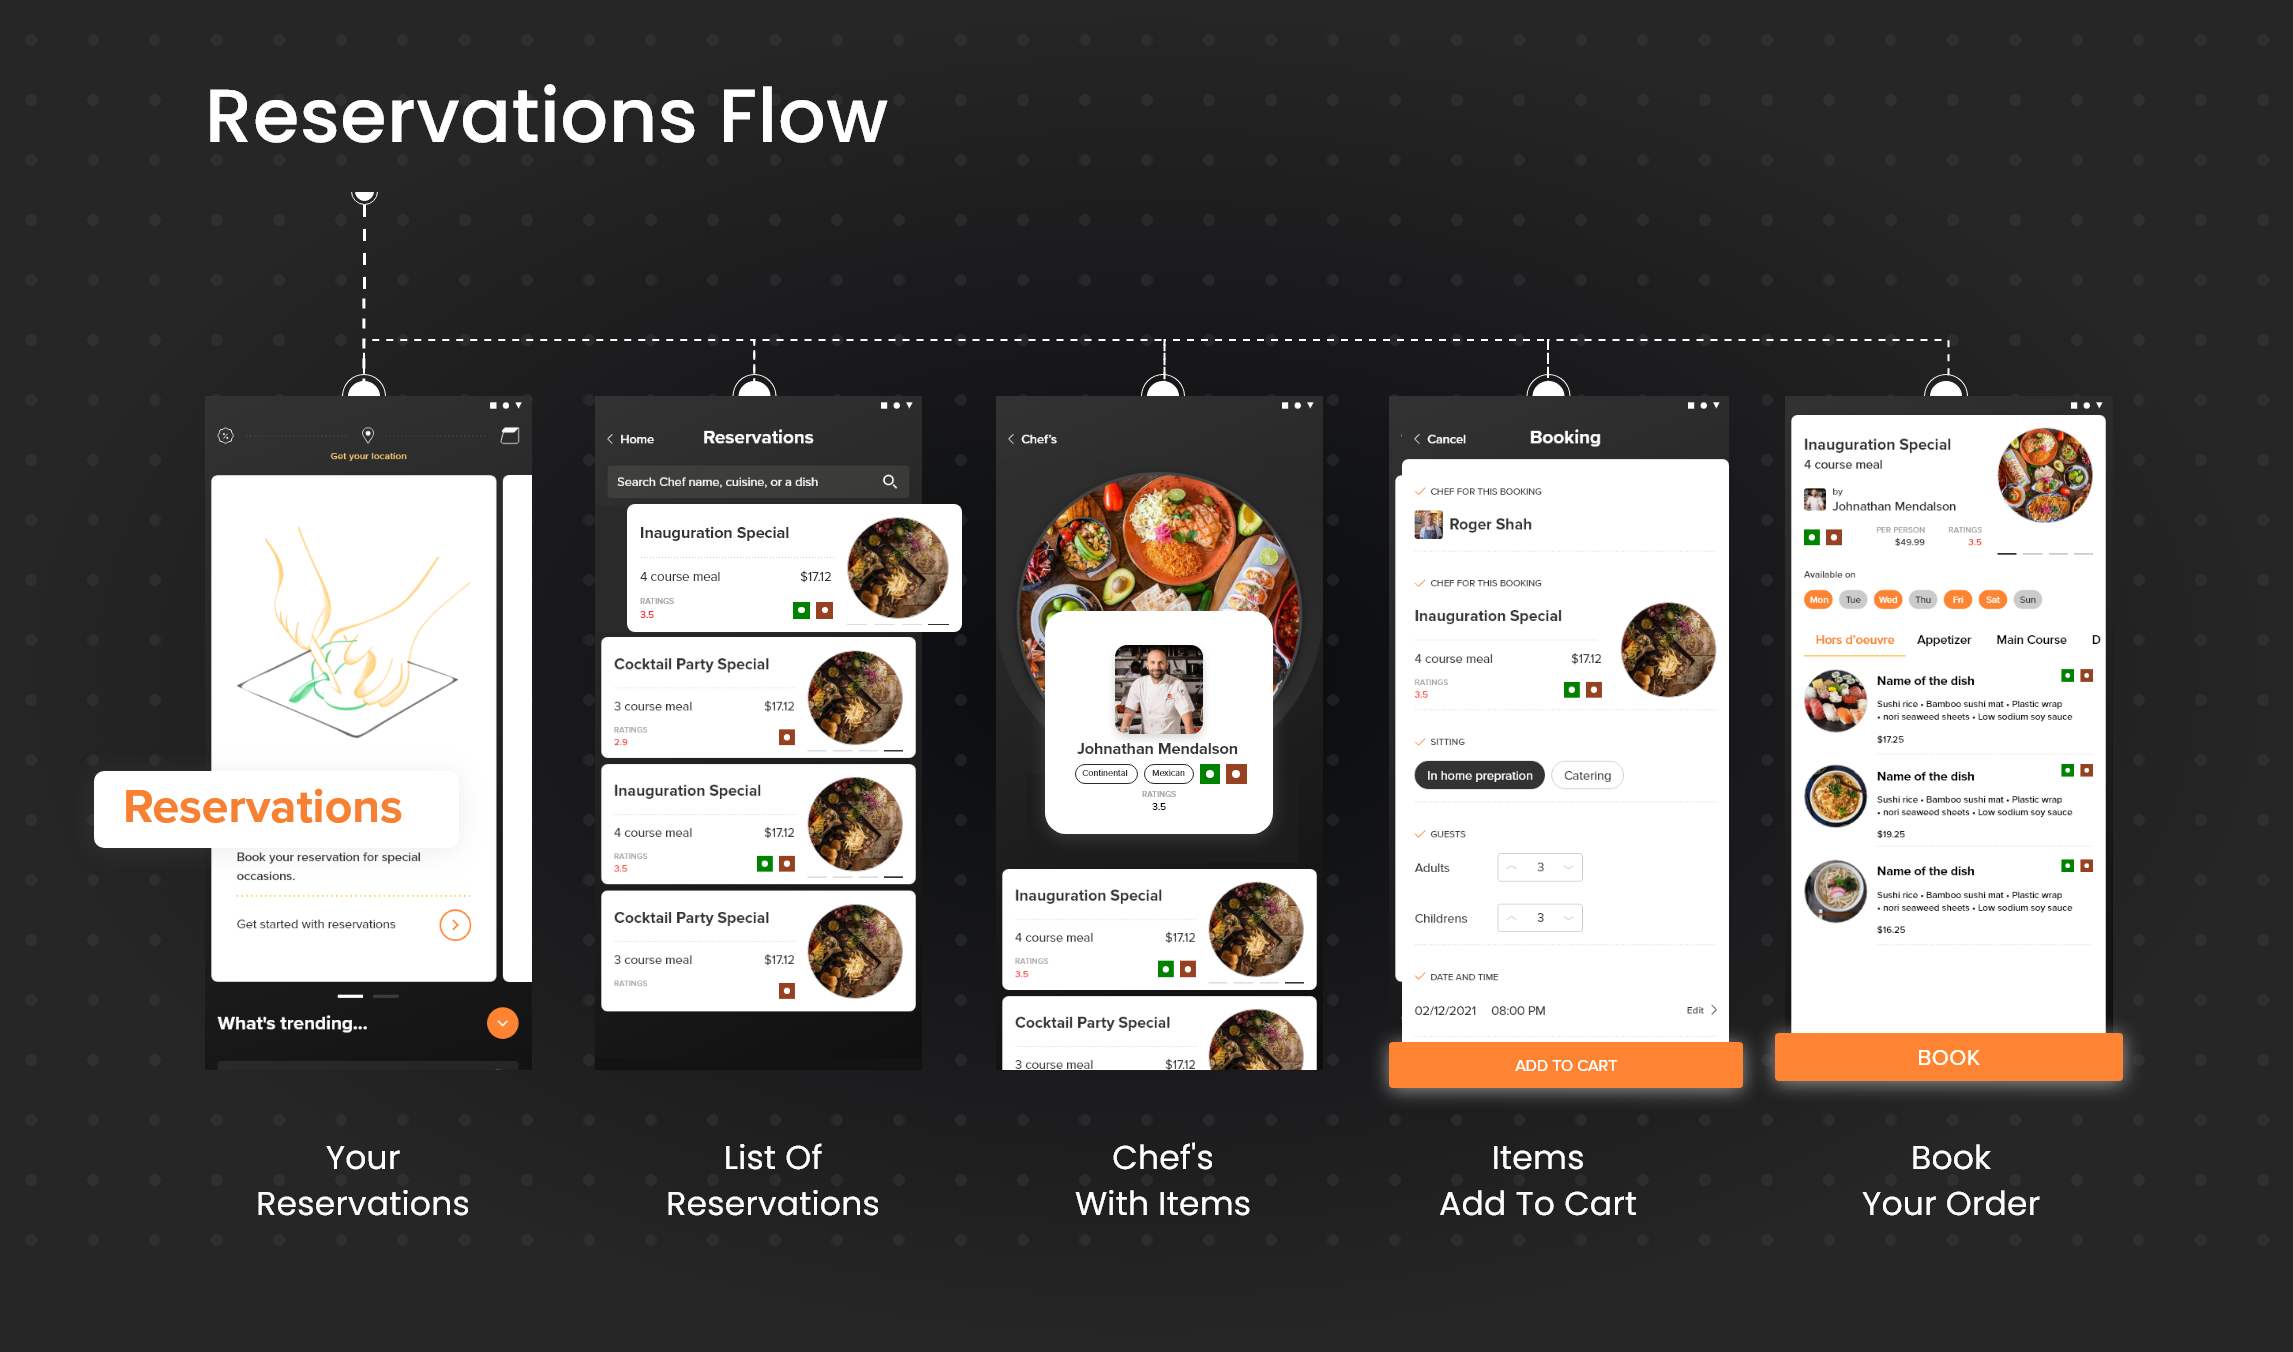 Reservations Flow
Get your location
Reservations
Book your reservation for special
occasions.
Get started with reservations
What's trending...
Your
Reservations
Home
Reservations
Search Chef name, cuisine, or a dish
Inauguration Special
4 course meal $17.12
RATINGS
3.5
Cocktail Party Special
3 course meal $17.12
RATINGS
2.9
Inauguration Special
4 course meal $17.12
RATINGS
3.5
Cocktail Party Special
3 course meal $17.12
RATINGS
List Of
Reservations
Chef's
Johnathan Mendalson
Continental Mexican
RATINGS
3.5
Inauguration Special
4 course meal $17.12
RATINGS
3.5
Cocktail Party Special
3 course meal $17.12
Chef's
With Items
Cancel
Booking
CHEF FOR THIS BOOKING
Roger Shah
CHEF FOR THIS BOOKING
Inauguration Special
4 course meal $17.12
RATINGS
3.5
SITTING
In home prepration Catering
GUESTS
Adults 3
Childrens 3
DATE AND TIME
02/12/2021 08:00 PM Edit
ADD TO CART
Items
Add To Cart
Inauguration Special
4 course meal
by
Johnathan Mendalson
PER PERSON RATINGS
$49.99 3.5
Available on
Mon Tue Wed Thu Fri Sat Sun
Hors d'oeuvre Appetizer Main Course D
Name of the dish
Sushi rice • Bamboo sushi mat • Plastic wrap
• nori seaweed sheets • Low sodium soy sauce
$17.25
Name of the dish
Sushi rice • Bamboo sushi mat • Plastic wrap
• nori seaweed sheets • Low sodium soy sauce
$19.25
Name of the dish
Sushi rice • Bamboo sushi mat • Plastic wrap
• nori seaweed sheets • Low sodium soy sauce
$16.25
BOOK
Book
Your Order